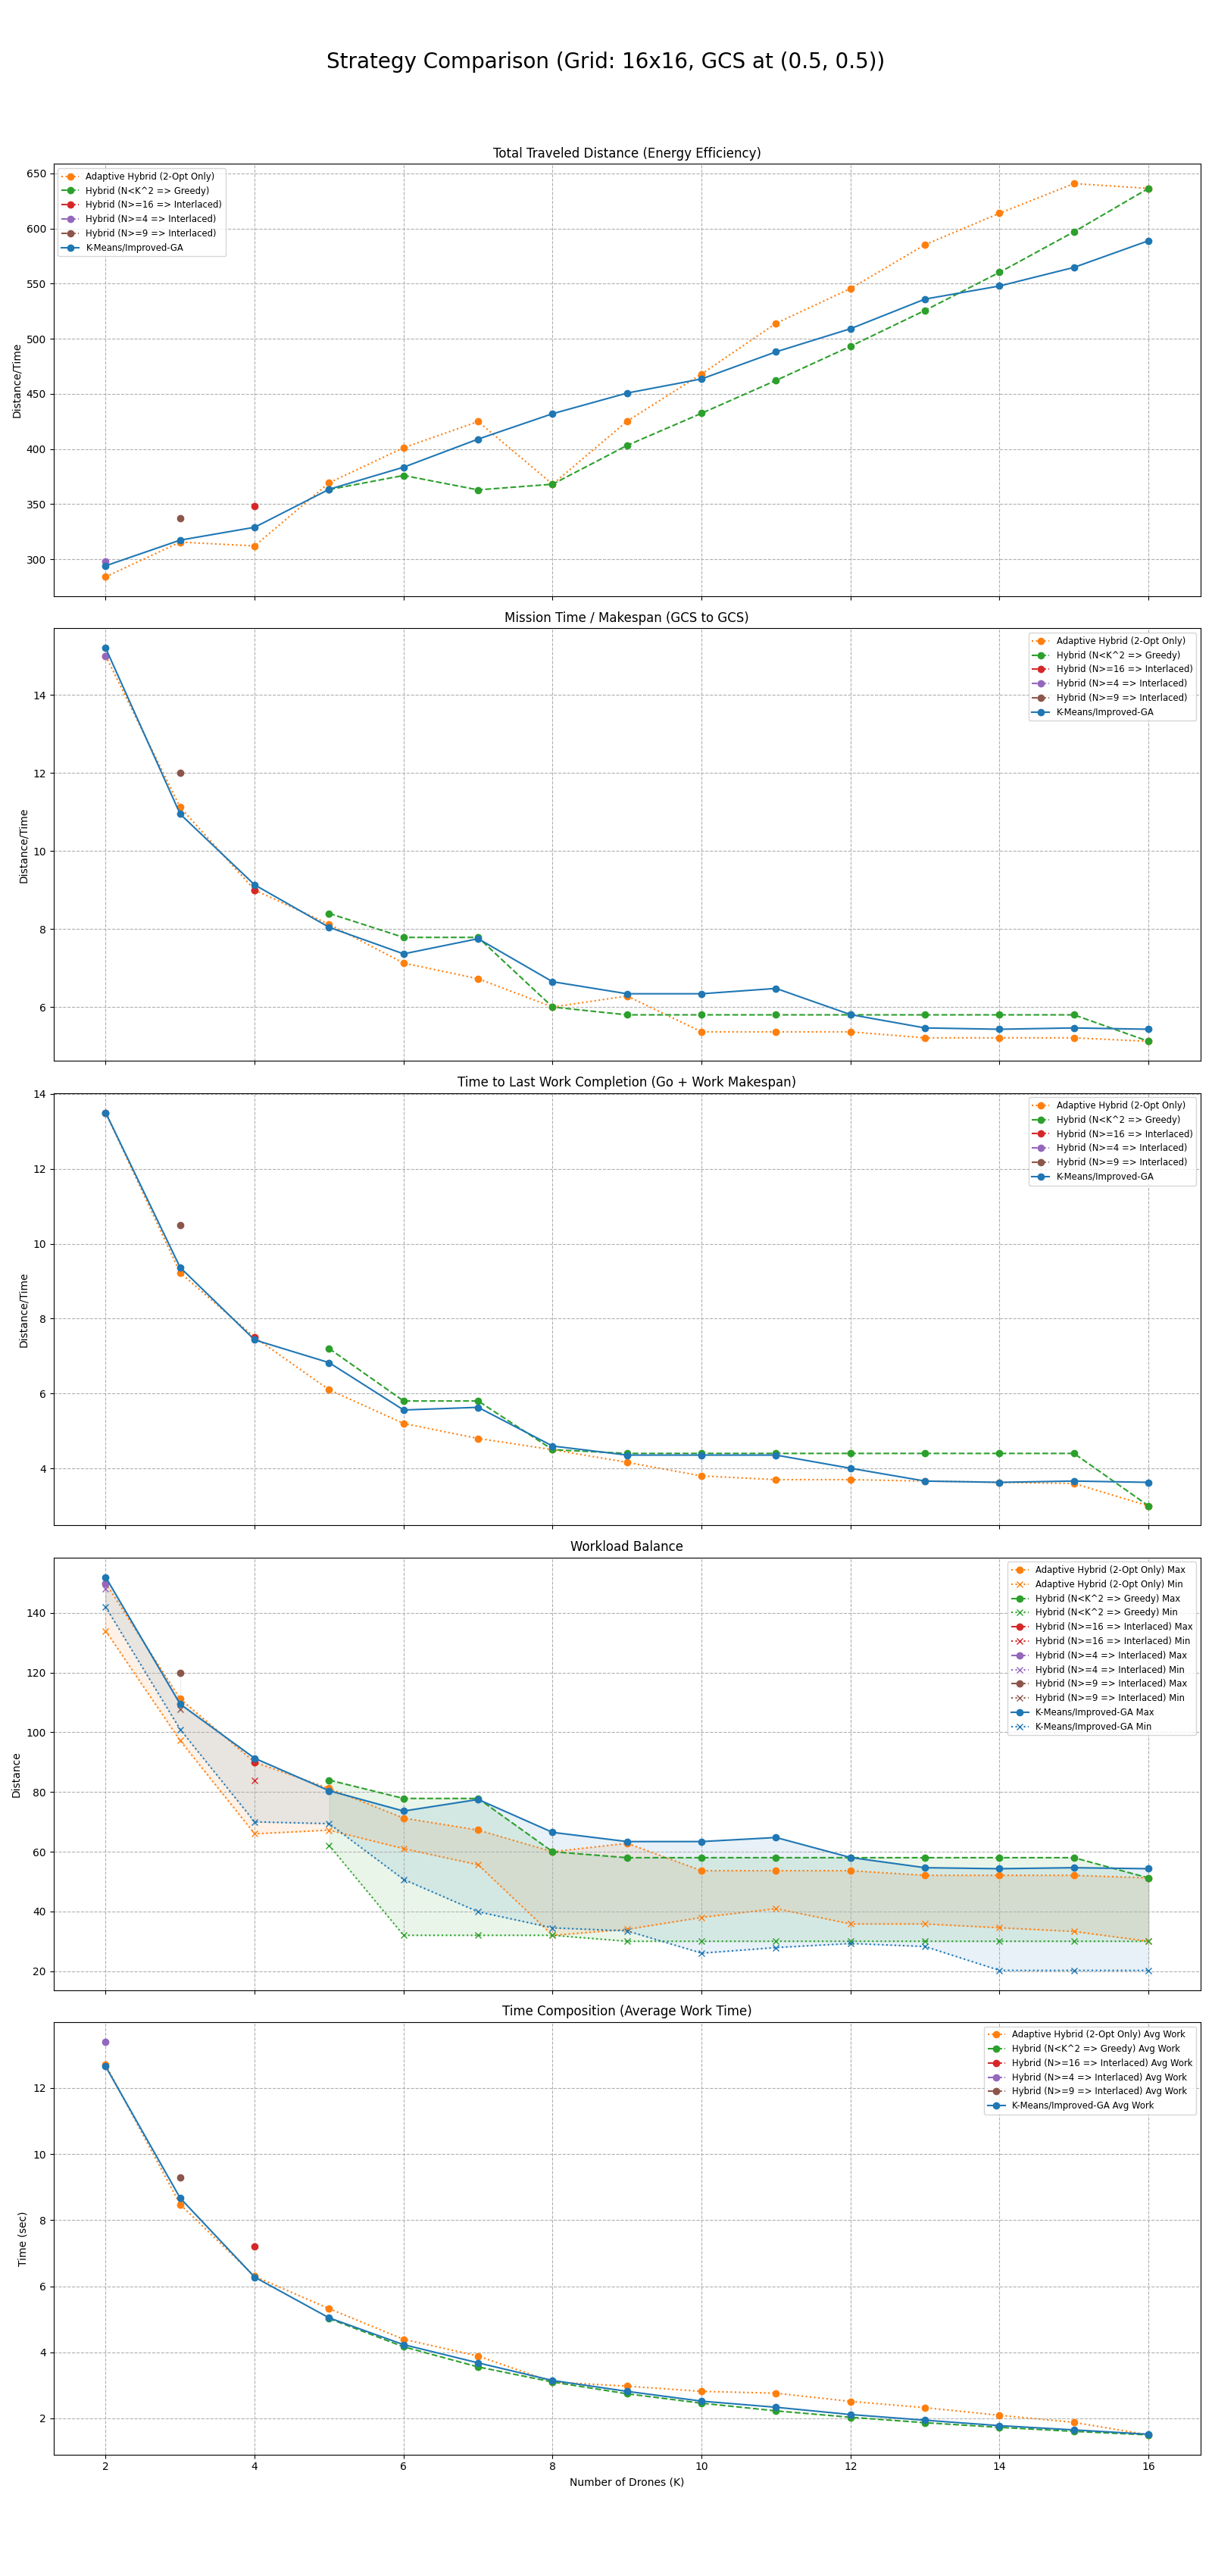 Strategy Comparison (Grid: 16x16, GCS at (0.5, 0.5))
Total Traveled Distance (Energy Efficiency)
Adaptive Hybrid (2-Opt Only)
Hybrid (N<K^2 => Greedy)
Hybrid (N>=16 => Interlaced)
Hybrid (N>=4 => Interlaced)
Hybrid (N>=9 => Interlaced)
K-Means/Improved-GA
650
600
550
500
450
400
350
300
Distance/Time
Mission Time / Makespan (GCS to GCS)
Adaptive Hybrid (2-Opt Only)
Hybrid (N<K^2 => Greedy)
Hybrid (N>=16 => Interlaced)
Hybrid (N>=4 => Interlaced)
Hybrid (N>=9 => Interlaced)
K-Means/Improved-GA
14
12
10
8
6
Distance/Time
Time to Last Work Completion (Go + Work Makespan)
Adaptive Hybrid (2-Opt Only)
Hybrid (N<K^2 => Greedy)
Hybrid (N>=16 => Interlaced)
Hybrid (N>=4 => Interlaced)
Hybrid (N>=9 => Interlaced)
K-Means/Improved-GA
14
12
10
8
6
4
Distance/Time
Workload Balance
Adaptive Hybrid (2-Opt Only) Max
Adaptive Hybrid (2-Opt Only) Min
Hybrid (N<K^2 => Greedy) Max
Hybrid (N<K^2 => Greedy) Min
Hybrid (N>=16 => Interlaced) Max
Hybrid (N>=16 => Interlaced) Min
Hybrid (N>=4 => Interlaced) Max
Hybrid (N>=4 => Interlaced) Min
Hybrid (N>=9 => Interlaced) Max
Hybrid (N>=9 => Interlaced) Min
K-Means/Improved-GA Max
K-Means/Improved-GA Min
140
120
100
80
60
40
20
Distance
Time Composition (Average Work Time)
Adaptive Hybrid (2-Opt Only) Avg Work
Hybrid (N<K^2 => Greedy) Avg Work
Hybrid (N>=16 => Interlaced) Avg Work
Hybrid (N>=4 => Interlaced) Avg Work
Hybrid (N>=9 => Interlaced) Avg Work
K-Means/Improved-GA Avg Work
12
10
8
6
4
2
Time (sec)
2 4 6 8 10 12 14 16
Number of Drones (K)